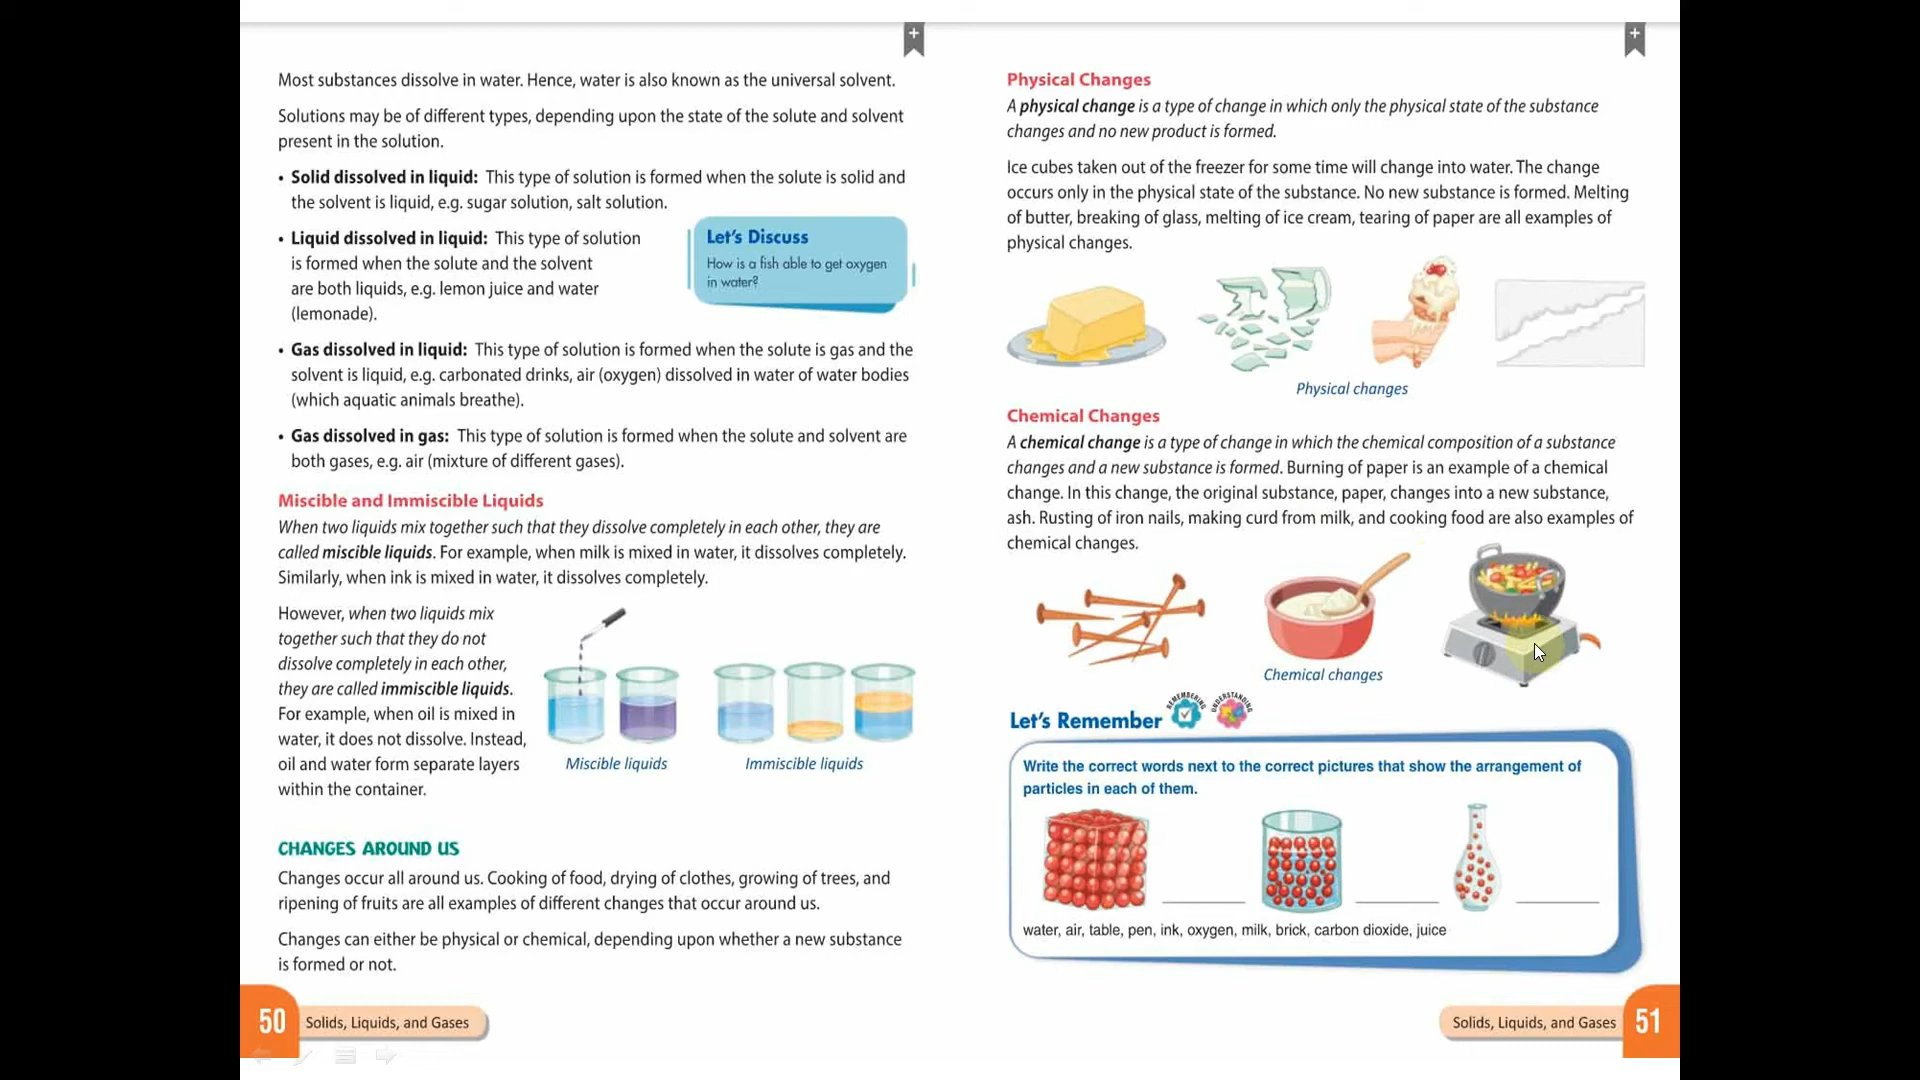 Most substances dissolve in water. Hence, water is also known as the universal solvent.
Solutions may be of different types, depending upon the state of the solute and solvent
present in the solution.
• Solid dissolved in liquid: This type of solution is formed when the solute is solid and
the solvent is liquid, e.g. sugar solution, salt solution.
• Liquid dissolved in liquid: This type of solution
is formed when the solute and the solvent
are both liquids, e.g. lemon juice and water
(lemonade).
Let's Discuss
How is a fish able to get oxygen
in water?
• Gas dissolved in liquid: This type of solution is formed when the solute is gas and the
solvent is liquid, e.g. carbonated drinks, air (oxygen) dissolved in water of water bodies
(which aquatic animals breathe).
• Gas dissolved in gas: This type of solution is formed when the solute and solvent are
both gases, e.g. air (mixture of different gases).
Miscible and Immiscible Liquids
When two liquids mix together such that they dissolve completely in each other, they are
called miscible liquids. For example, when milk is mixed in water, it dissolves completely.
Similarly, when ink is mixed in water, it dissolves completely.
However, when two liquids mix
together such that they do not
dissolve completely in each other,
they are called immiscible liquids.
For example, when oil is mixed in
water, it does not dissolve. Instead,
oil and water form separate layers
within the container.
Miscible liquids
Immiscible liquids
CHANGES AROUND US
Changes occur all around us. Cooking of food, drying of clothes, growing of trees, and
ripening of fruits are all examples of different changes that occur around us.
Changes can either be physical or chemical, depending upon whether a new substance
is formed or not.
50
Solids, Liquids, and Gases
Physical Changes
A physical change is a type of change in which only the physical state of the substance
changes and no new product is formed.
Ice cubes taken out of the freezer for some time will change into water. The change
occurs only in the physical state of the substance. No new substance is formed. Melting
of butter, breaking of glass, melting of ice cream, tearing of paper are all examples of
physical changes.
Physical changes
Chemical Changes
A chemical change is a type of change in which the chemical composition of a substance
changes and a new substance is formed. Burning of paper is an example of a chemical
change. In this change, the original substance, paper, changes into a new substance,
ash. Rusting of iron nails, making curd from milk, and cooking food are also examples of
chemical changes.
Chemical changes
Let's Remember
REMEMBERING
UNDERSTANDING
Write the correct words next to the correct pictures that show the arrangement of
particles in each of them.
water, air, table, pen, ink, oxygen, milk, brick, carbon dioxide, juice
Solids, Liquids, and Gases
51